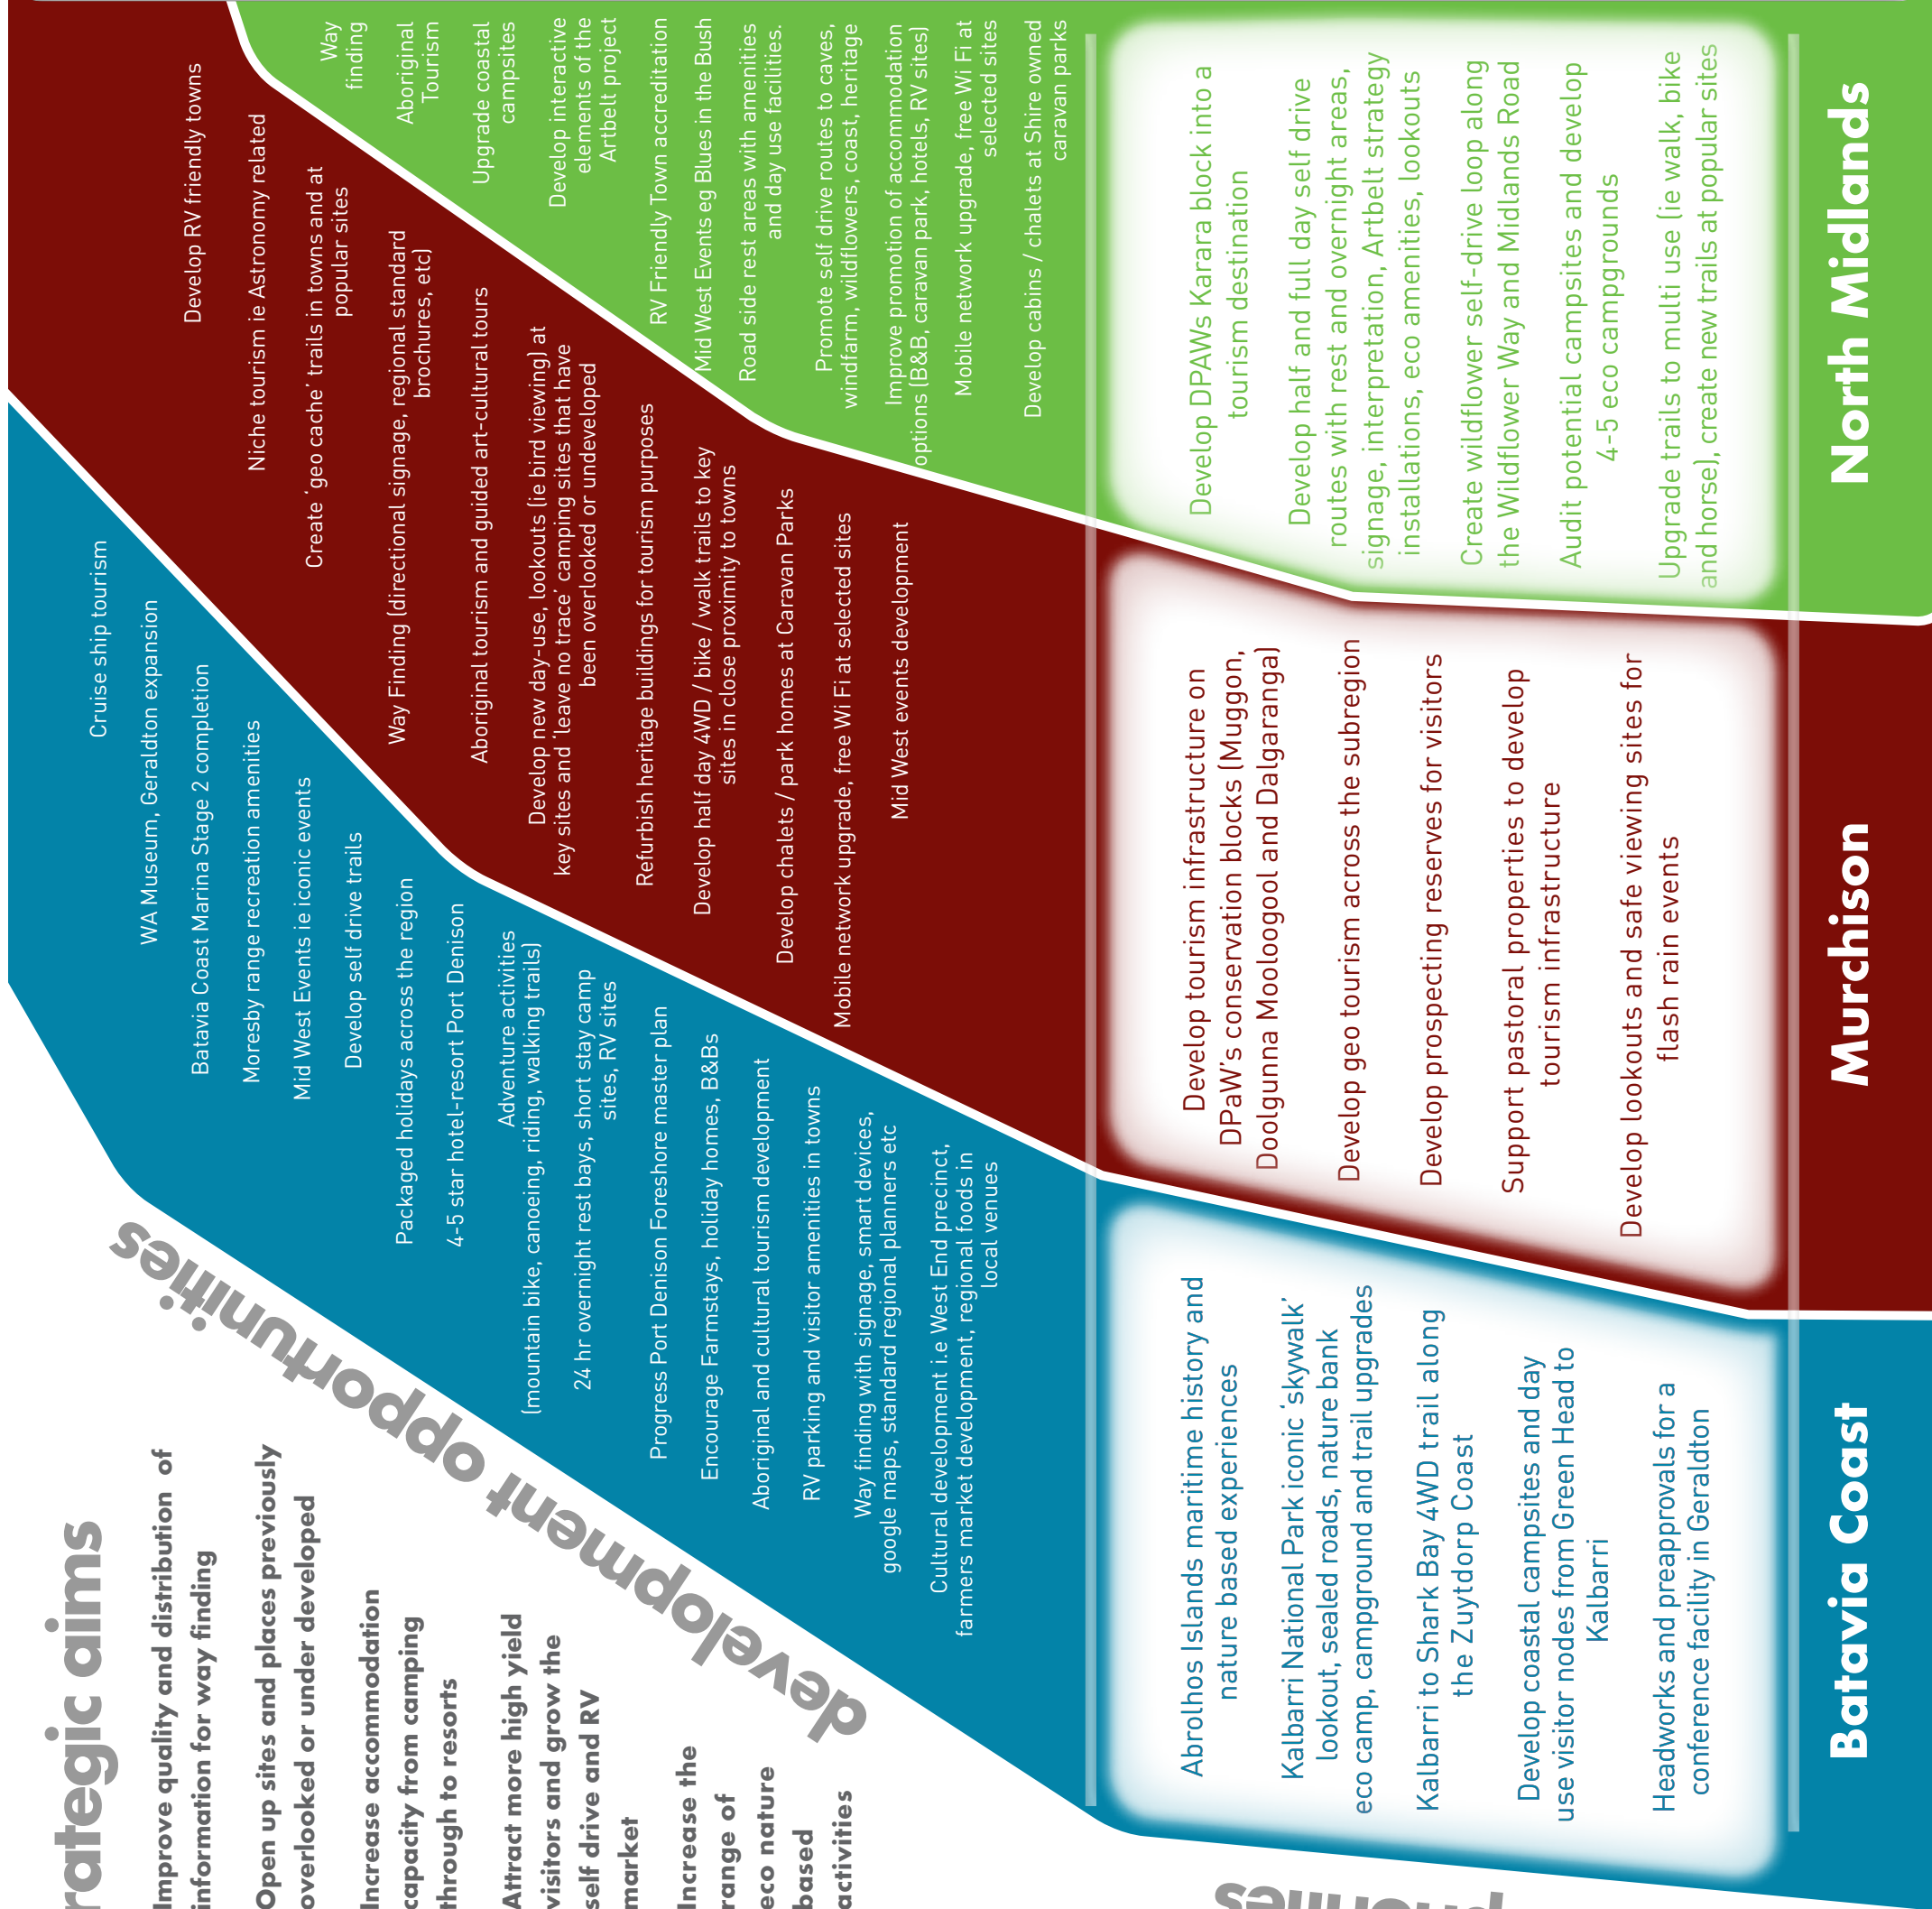 rategic aims
Improve quality and distribution of
information for way finding
Open up sites and places previously
overlooked or under developed
Increase accommodation
capacity from camping
through to resorts
Attract more high yield
visitors and grow the
self drive and RV
market
Increase the
range of
eco nature
based
activities
development opportunities
Cruise ship tourism
WA Museum, Geraldton expansion
Batavia Coast Marina Stage 2 completion
Moresby range recreation amenities
Mid West Events ie iconic events
Develop self drive trails
Packaged holidays across the region
4-5 star hotel-resort Port Denison
Adventure activities
(mountain bike, canoeing, riding, walking trails)
24 hr overnight rest bays, short stay camp
sites, RV sites
Progress Port Denison Foreshore master plan
Encourage Farmstays, holiday homes, B&Bs
Aboriginal and cultural tourism development
RV parking and visitor amenities in towns
Way finding with signage, smart devices,
google maps, standard regional planners etc
Cultural development i.e West End precinct,
farmers market development, regional foods in
local venues
Develop RV friendly towns
Niche tourism ie Astronomy related
Create ‘geo cache’ trails in towns and at
popular sites
Way Finding (directional signage, regional standard
brochures, etc)
Aboriginal tourism and guided art-cultural tours
Develop new day-use, lookouts (ie bird viewing) at
key sites and ‘leave no trace’ camping sites that have
been overlooked or undeveloped
Refurbish heritage buildings for tourism purposes
Develop half day 4WD / bike / walk trails to key
sites in close proximity to towns
Develop chalets / park homes at Caravan Parks
Mobile network upgrade, free Wi Fi at selected sites
Mid West events development
Way
finding
Aboriginal
Tourism
Upgrade coastal
campsites
Develop interactive
elements of the
Artbelt project
RV Friendly Town accreditation
Mid West Events eg Blues in the Bush
Road side rest areas with amenities
and day use facilities.
Promote self drive routes to caves,
windfarm, wildflowers, coast, heritage
Improve promotion of accommodation
options (B&B, caravan park, hotels, RV sites)
Mobile network upgrade, free Wi Fi at
selected sites
Develop cabins / chalets at Shire owned
caravan parks
Abrolhos Islands maritime history and
nature based experiences
Kalbarri National Park iconic ‘skywalk’
lookout, sealed roads, nature bank
eco camp, campground and trail upgrades
Kalbarri to Shark Bay 4WD trail along
the Zuytdorp Coast
Develop coastal campsites and day
use visitor nodes from Green Head to
Kalbarri
Headworks and preapprovals for a
conference facility in Geraldton
Develop tourism infrastructure on
DPaW’s conservation blocks (Muggon,
Doolgunna Mooloogool and Dalgaranga)
Develop geo tourism across the subregion
Develop prospecting reserves for visitors
Support pastoral properties to develop
tourism infrastructure
Develop lookouts and safe viewing sites for
flash rain events
Develop DPAWs Karara block into a
tourism destination
Develop half and full day self drive
routes with rest and overnight areas,
signage, interpretation, Artbelt strategy
installations, eco amenities, lookouts
Create wildflower self-drive loop along
the Wildflower Way and Midlands Road
Audit potential campsites and develop
4-5 eco campgrounds
Upgrade trails to multi use (ie walk, bike
and horse), create new trails at popular sites
Batavia Coast
Murchison
North Midlands